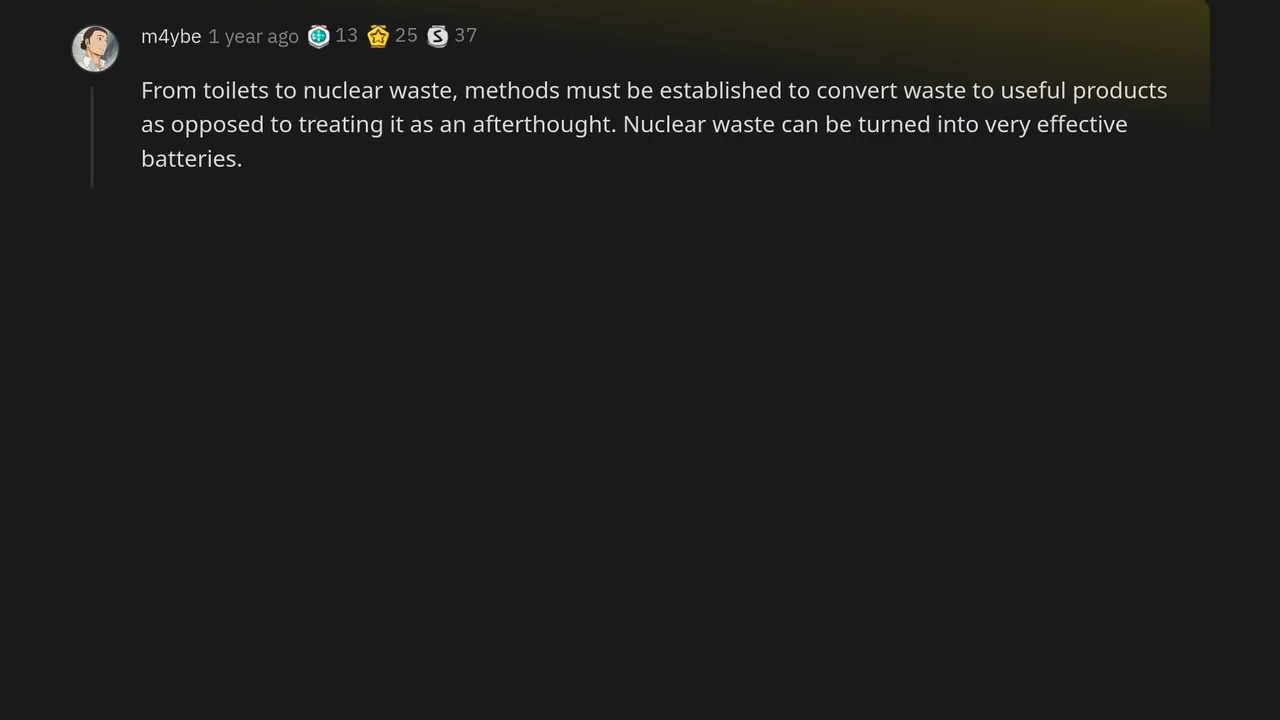 m4ybe 1 year ago 13 25 S 37
From toilets to nuclear waste, methods must be established to convert waste to useful products
as opposed to treating it as an afterthought. Nuclear waste can be turned into very effective
batteries.